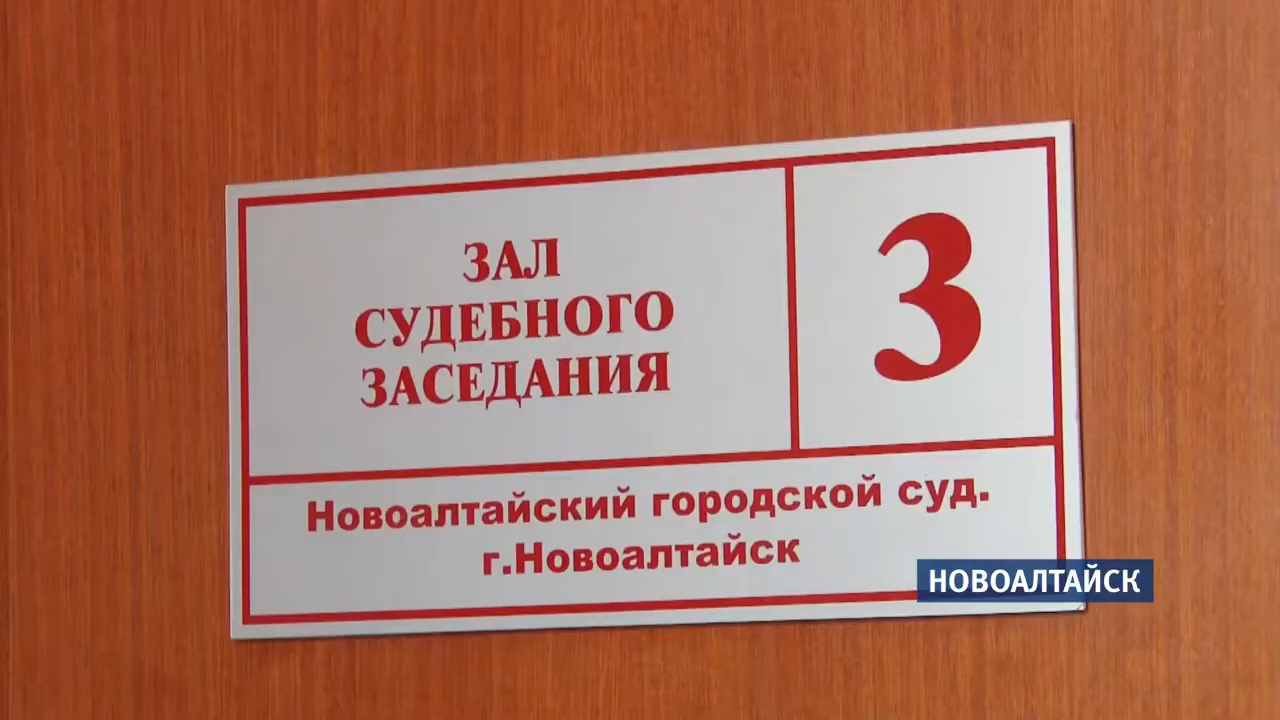 ЗАЛ
СУДЕБНОГО
ЗАСЕДАНИЯ
3
Новоалтайский городской суд.
г.Новоалтайск
НОВОАЛТАЙСК